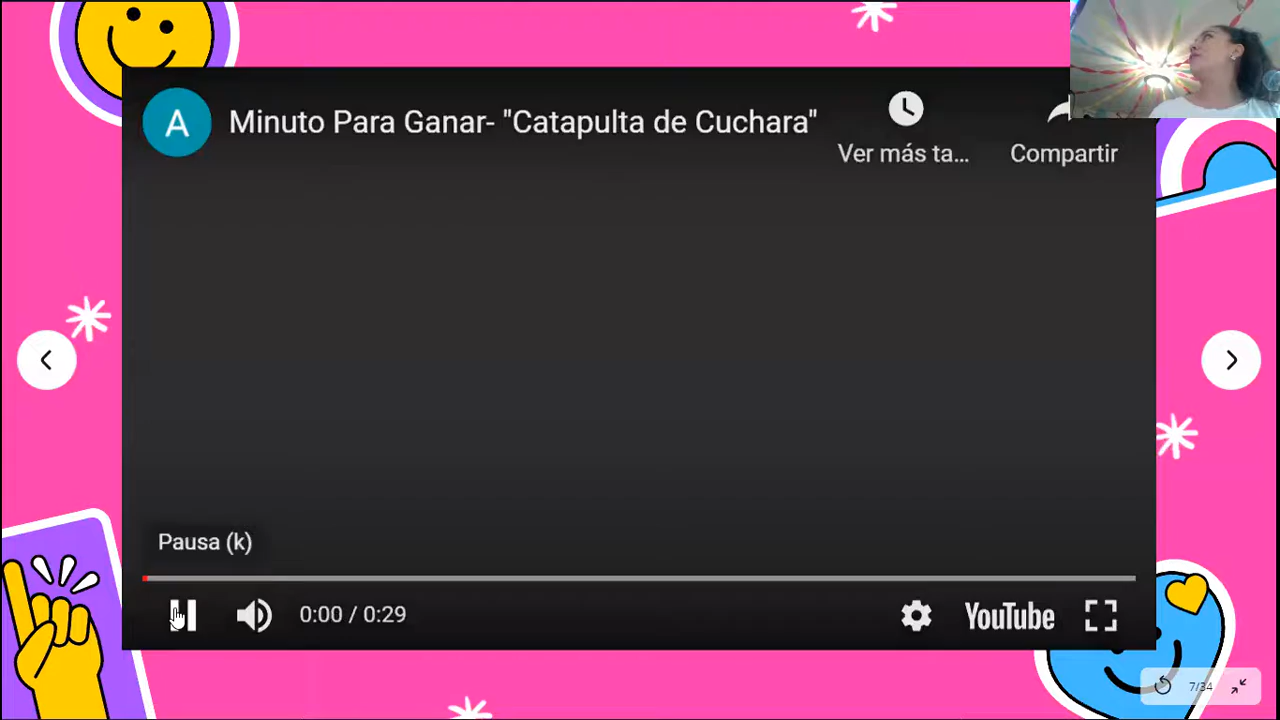 A
Minuto Para Ganar- "Catapulta de Cuchara"
Ver más ta...
Compartir
Pausa (k)
0:00 / 0:29
YouTube
7/34